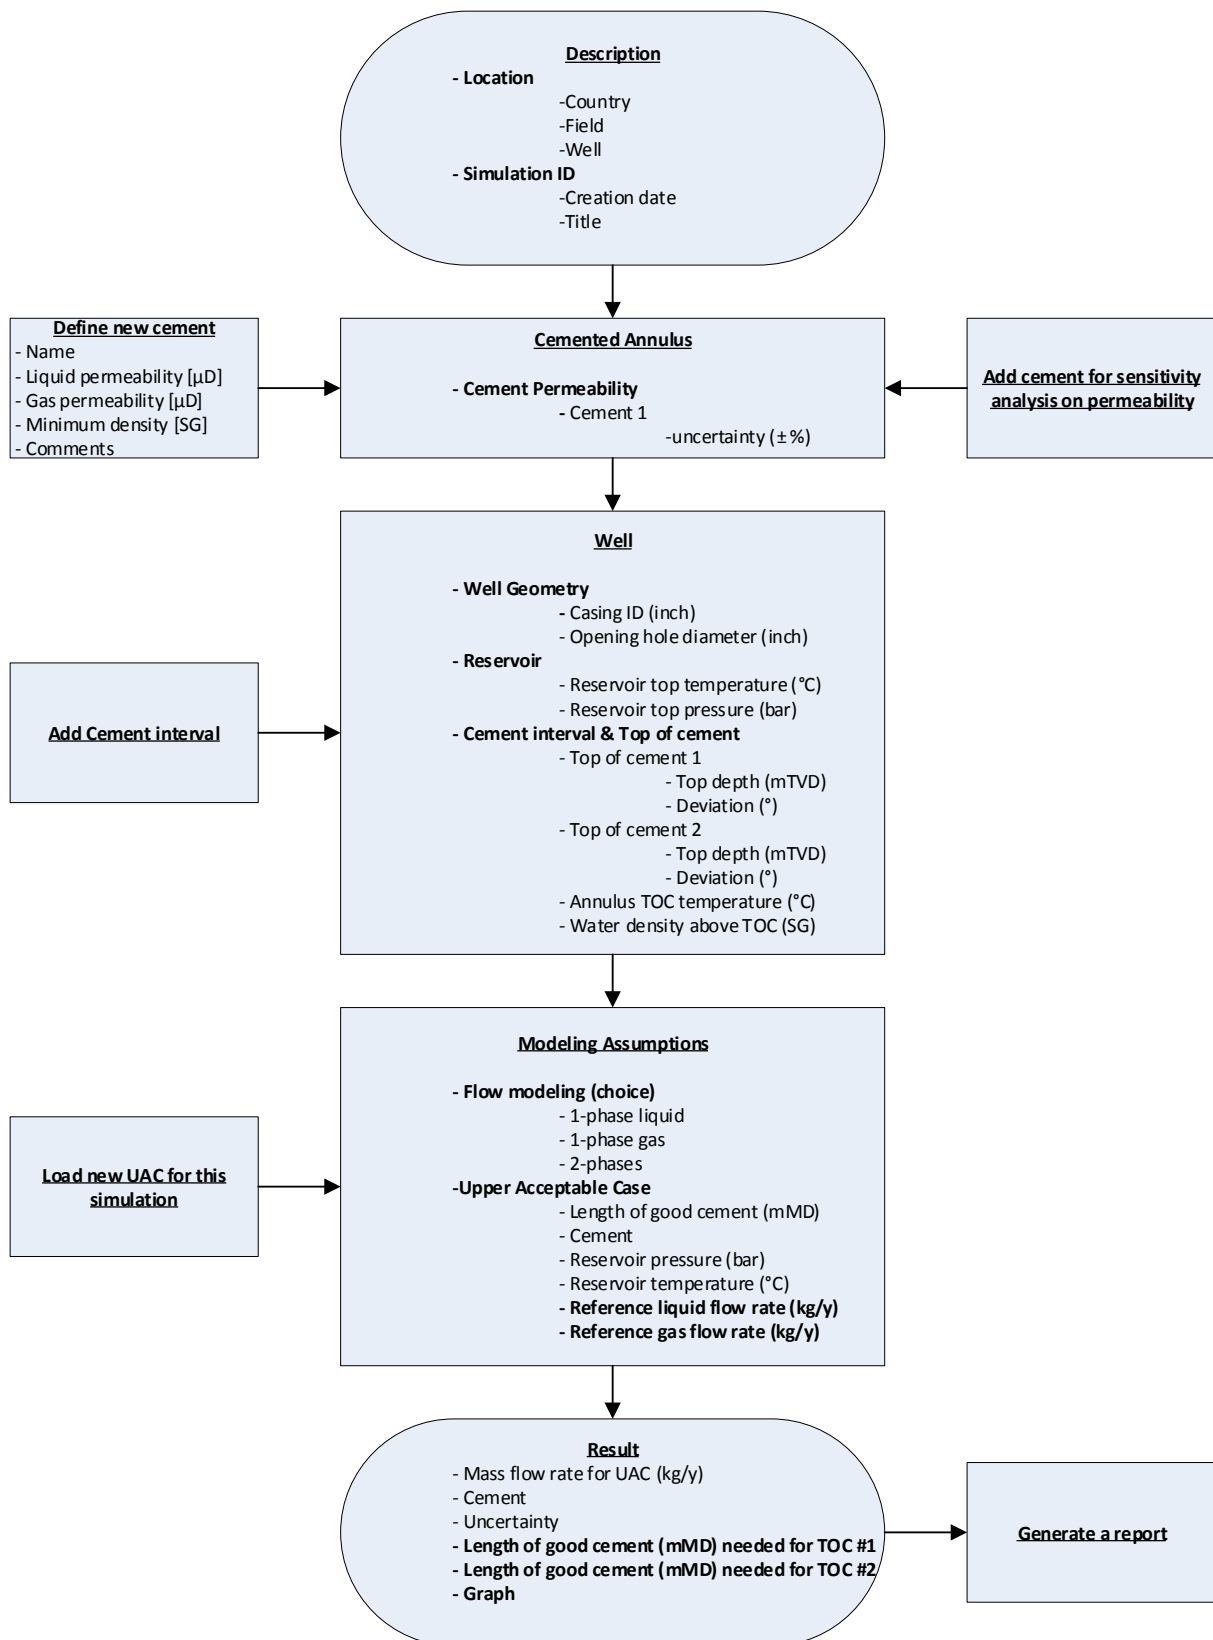 Description
- Location
-Country
-Field
-Well
- Simulation ID
-Creation date
-Title
Define new cement
- Name
- Liquid permeability [µD]
- Gas permeability [µD]
- Minimum density [SG]
- Comments
Cemented Annulus
- Cement Permeability
- Cement 1
-uncertainty (±%)
Add cement for sensitivity
analysis on permeability
Well
- Well Geometry
- Casing ID (inch)
- Opening hole diameter (inch)
- Reservoir
- Reservoir top temperature (°C)
- Reservoir top pressure (bar)
- Cement interval & Top of cement
- Top of cement 1
- Top depth (mTVD)
- Deviation (°)
- Top of cement 2
- Top depth (mTVD)
- Deviation (°)
- Annulus TOC temperature (°C)
- Water density above TOC (SG)
Add Cement interval
Modeling Assumptions
- Flow modeling (choice)
- 1-phase liquid
- 1-phase gas
- 2-phases
-Upper Acceptable Case
- Length of good cement (mMD)
- Cement
- Reservoir pressure (bar)
- Reservoir temperature (°C)
- Reference liquid flow rate (kg/y)
- Reference gas flow rate (kg/y)
Load new UAC for this
simulation
Result
- Mass flow rate for UAC (kg/y)
- Cement
- Uncertainty
- Length of good cement (mMD) needed for TOC #1
- Length of good cement (mMD) needed for TOC #2
- Graph
Generate a report